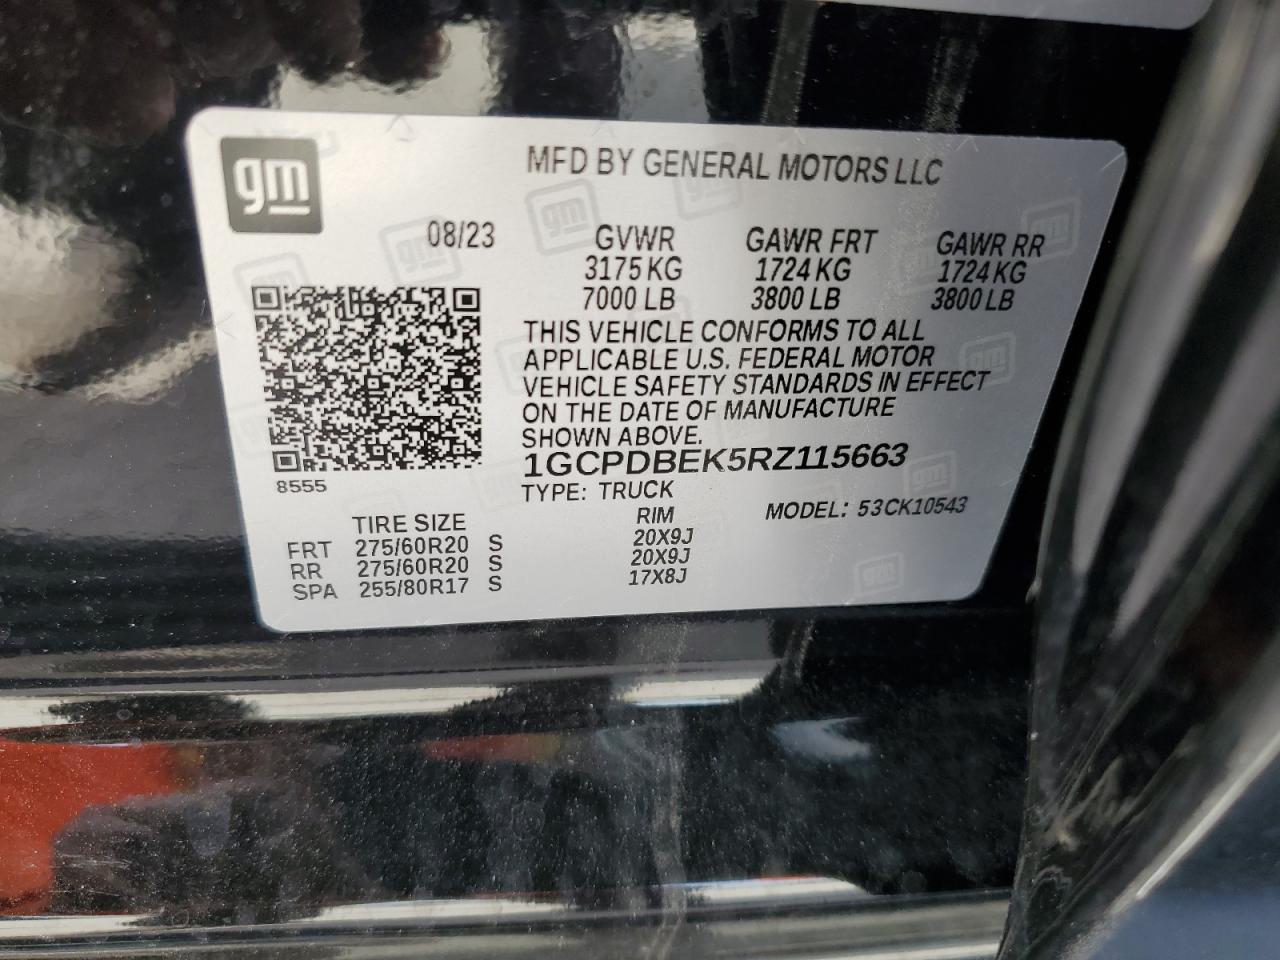 gm
MFD BY GENERAL MOTORS LLC
08/23
GVWR GAWR FRT GAWR RR
3175 KG 1724 KG 1724 KG
7000 LB 3800 LB 3800 LB
THIS VEHICLE CONFORMS TO ALL
APPLICABLE U.S. FEDERAL MOTOR
VEHICLE SAFETY STANDARDS IN EFFECT
ON THE DATE OF MANUFACTURE
SHOWN ABOVE.
1GCPDBEK5RZ115663
8555
TYPE: TRUCK
MODEL: 53CK10543
TIRE SIZE RIM
FRT 275/60R20 S 20X9J
RR 275/60R20 S 20X9J
SPA 255/80R17 S 17X8J